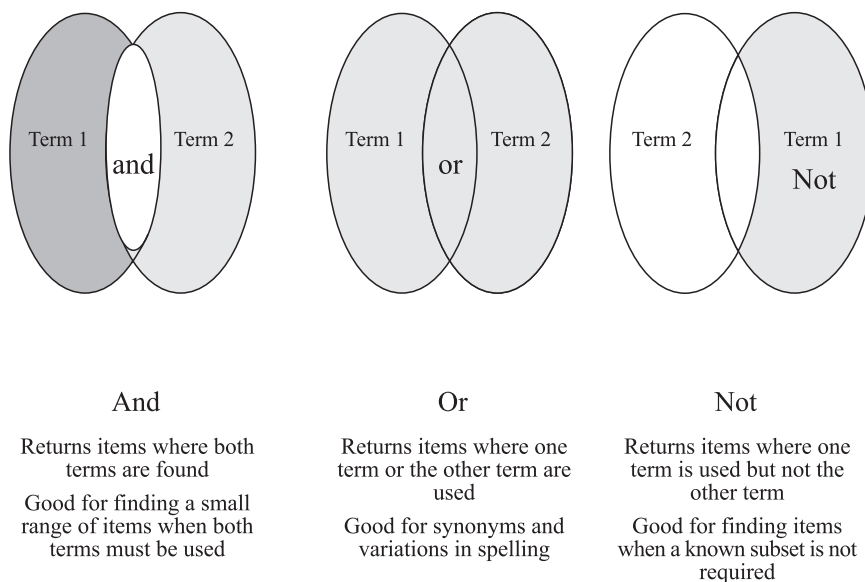 Term 1
and
Term 2
Term 1
or
Term 2
Term 2
Term 1
Not
And
Returns items where both
terms are found
Good for finding a small
range of items when both
terms must be used
Or
Returns items where one
term or the other term are
used
Good for synonyms and
variations in spelling
Not
Returns items where one
term is used but not the
other term
Good for finding items
when a known subset is not
required